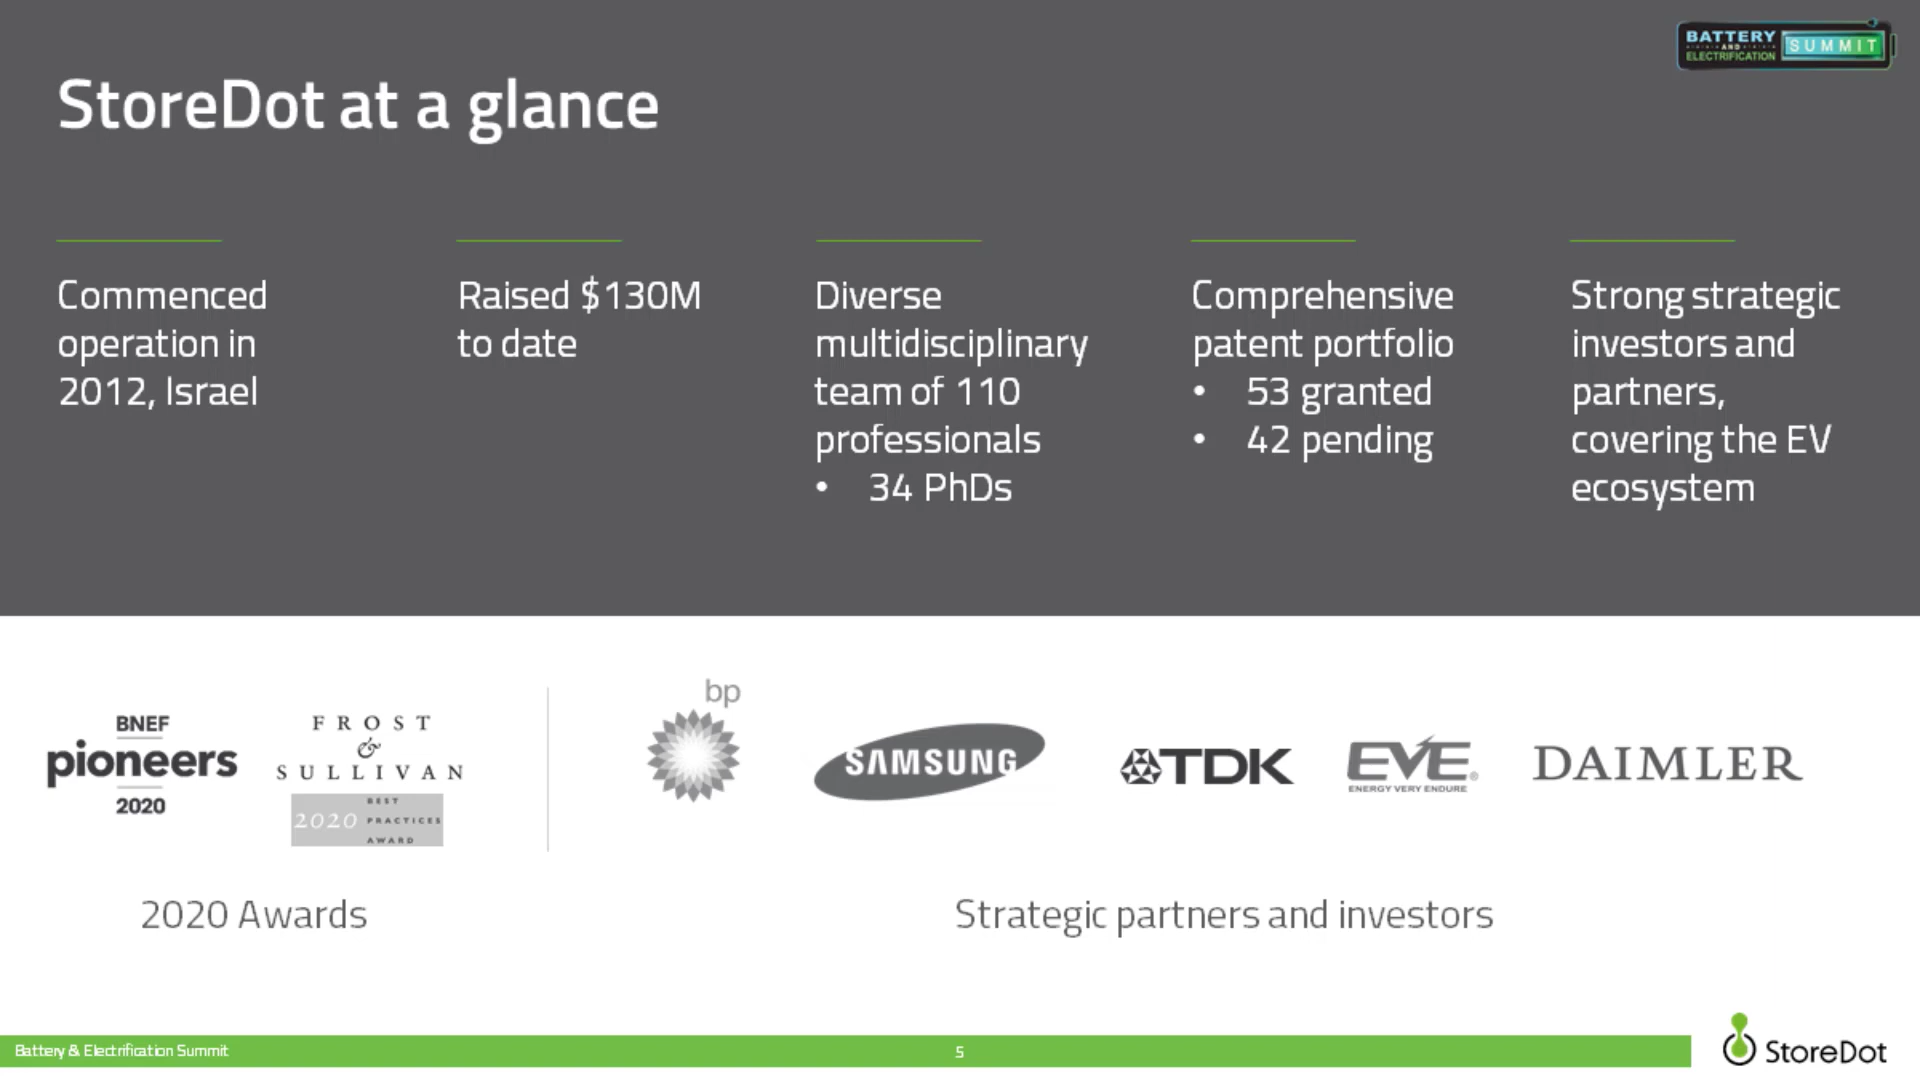 BATTERY
AND
ELECTRIFICATION
SUMMIT
StoreDot at a glance
Commenced
operation in
2012, Israel
Raised $130M
to date
Diverse
multidisciplinary
team of 110
professionals
• 34 PhDs
Comprehensive
patent portfolio
• 53 granted
• 42 pending
Strong strategic
investors and
partners,
covering the EV
ecosystem
BNEF
pioneers
2020
FROST
&
SULLIVAN
2020
BEST
PRACTICES
AWARD
2020 Awards
bp
SAMSUNG
TDK
EVE®
ENERGY VERY ENDURE
DAIMLER
Strategic partners and investors
Battery & Electrification Summit
5
StoreDot